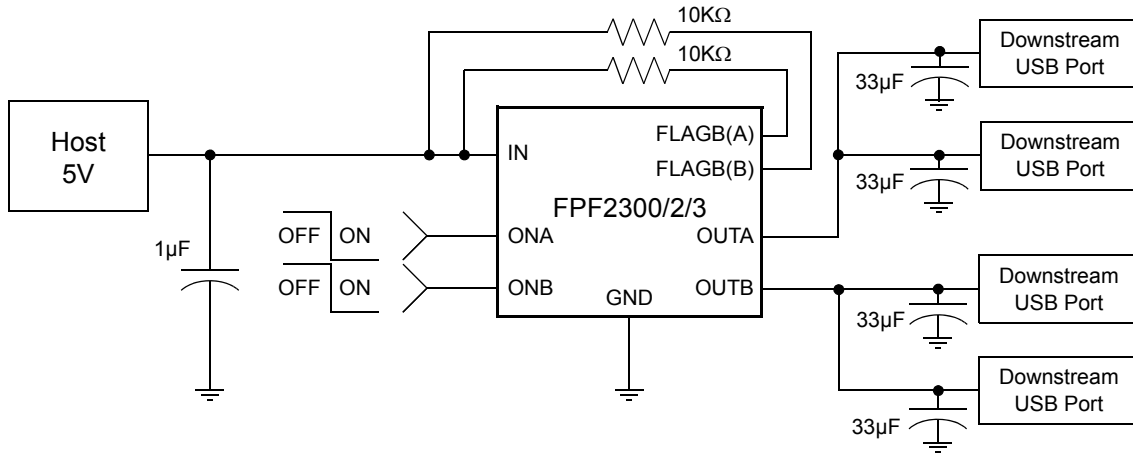 10KΩ
10KΩ
Downstream
USB Port
33µF
Host
5V
IN
FLAGB(A)
FLAGB(B)
Downstream
USB Port
33µF
FPF2300/2/3
1µF
OFF
ON
ONA
OUTA
OFF
ON
ONB
OUTB
GND
Downstream
USB Port
33µF
Downstream
USB Port
33µF